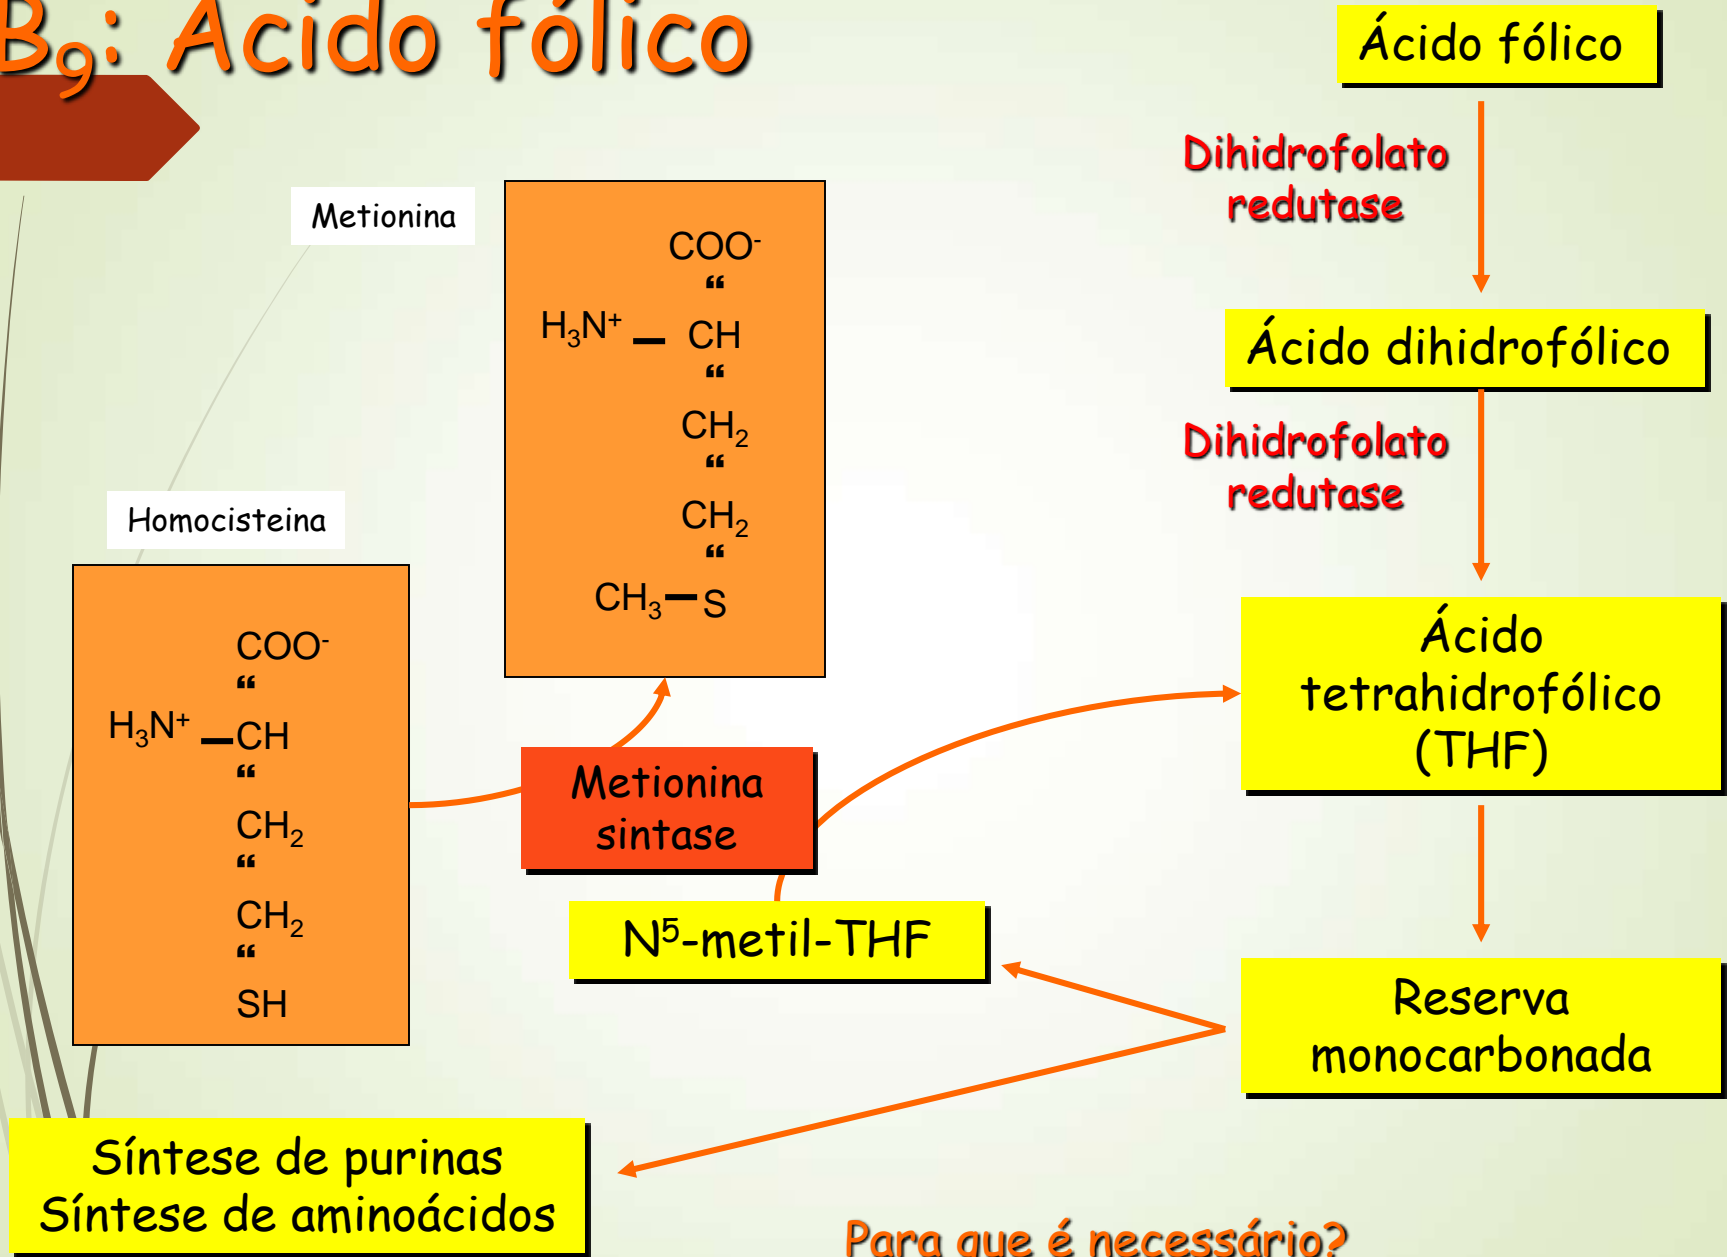 B₉: Ácido fólico
Ácido fólico
Dihidrofolato
redutase
Metionina
COO⁻
H₃N⁺ – CH
CH₂
CH₂
CH₃–S
Ácido dihidrofólico
Dihidrofolato
redutase
Homocisteina
COO⁻
H₃N⁺ –CH
CH₂
CH₂
SH
Ácido
tetrahidrofólico
(THF)
Metionina
sintase
N⁵-metil-THF
Reserva
monocarbonada
Síntese de purinas
Síntese de aminoácidos
Para que é necessário?